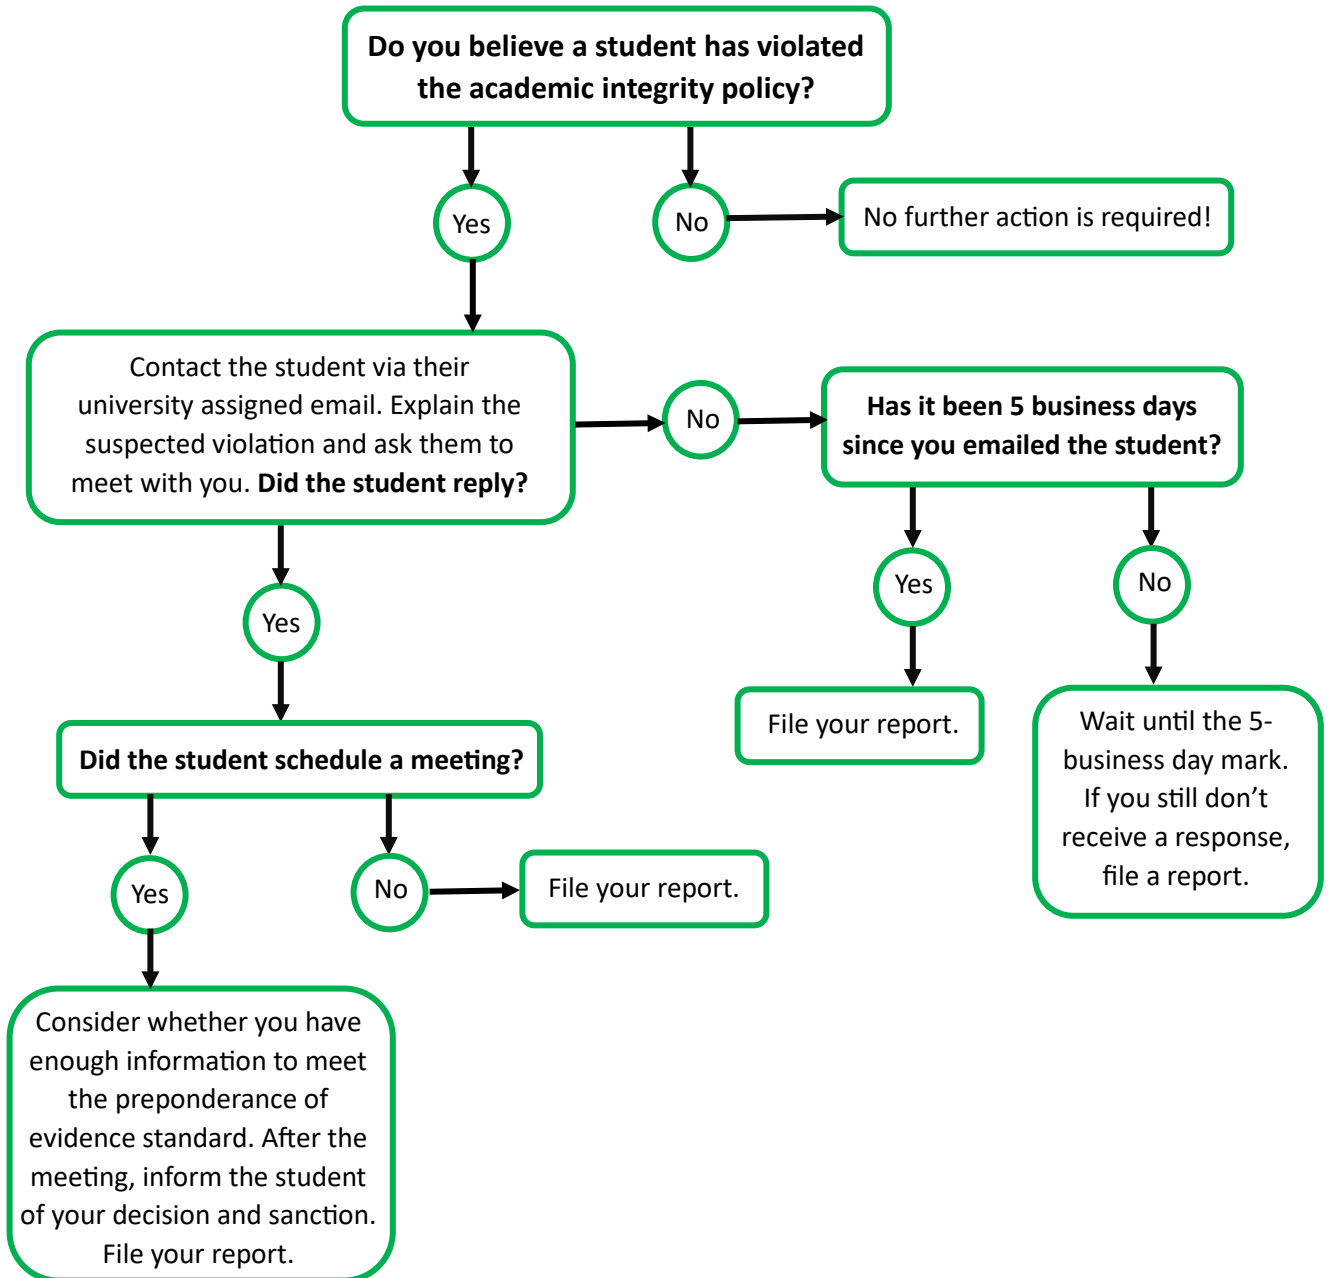 Do you believe a student has violated
the academic integrity policy?
Yes
No
No further action is required!
Contact the student via their
university assigned email. Explain the
suspected violation and ask them to
meet with you. Did the student reply?
No
Has it been 5 business days
since you emailed the student?
Yes
No
File your report.
Wait until the 5-
business day mark.
If you still don’t
receive a response,
file a report.
Yes
Did the student schedule a meeting?
Yes
No
File your report.
Consider whether you have
enough information to meet
the preponderance of
evidence standard. After the
meeting, inform the student
of your decision and sanction.
File your report.